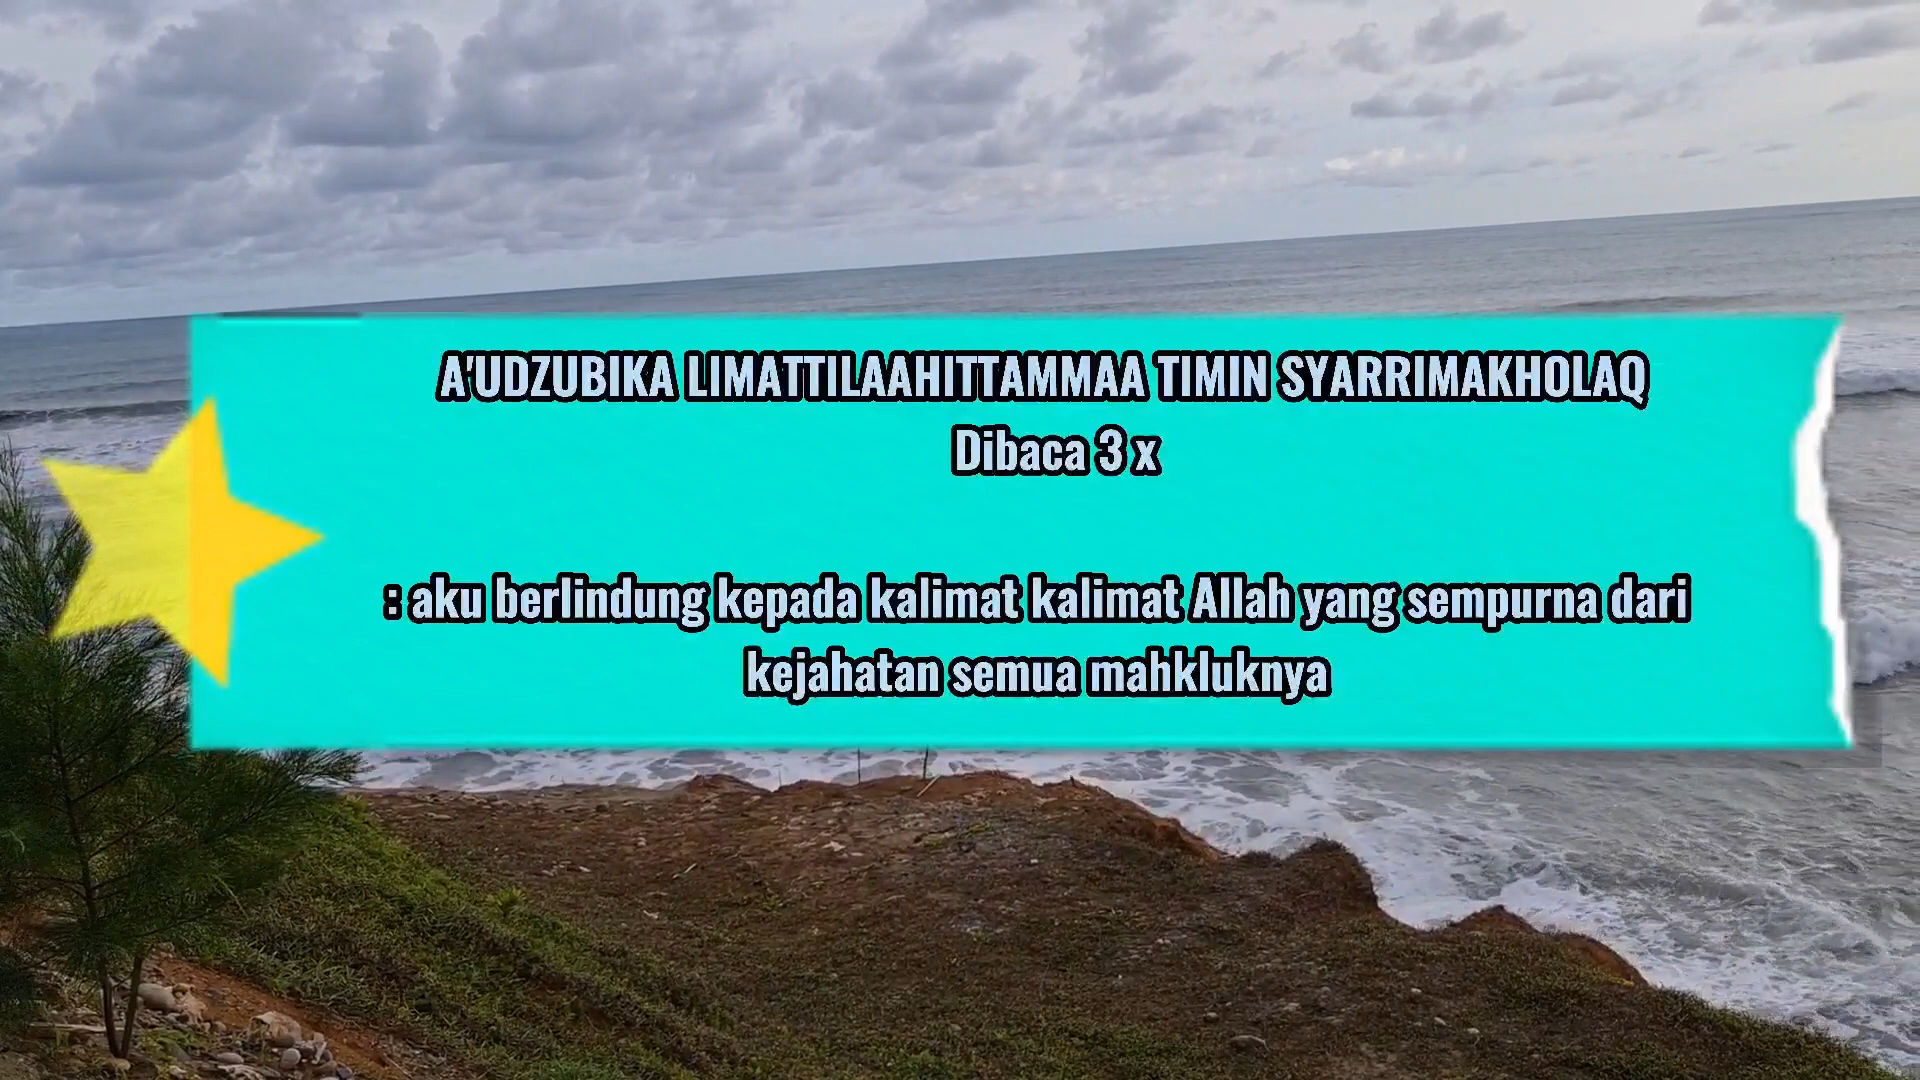 A'UDZUBIKA LIMATTILAAHITTAMMAA TIMIN SYARRIMAKHOLAQ
Dibaca 3 x
: aku berlindung kepada kalimat kalimat Allah yang sempurna dari
kejahatan semua mahkluknya